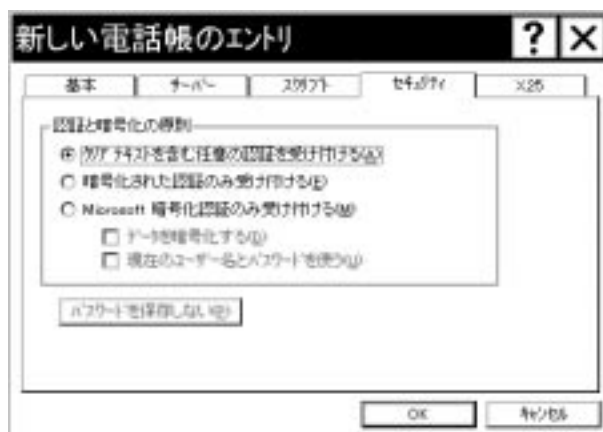 新しい電話帳のエントリ
基本 サーバー スクリプト セキュリティ X.25
認証と暗号化の原則
クリア テキストを含む任意の認証を受け付ける(A)
暗号化された認証のみ受け付ける(E)
Microsoft 暗号化認証のみ受け付ける(M)
データを暗号化する(D)
現在のユーザー名とパスワードを使う(U)
パスワードを保存しない(P)
OK キャンセル